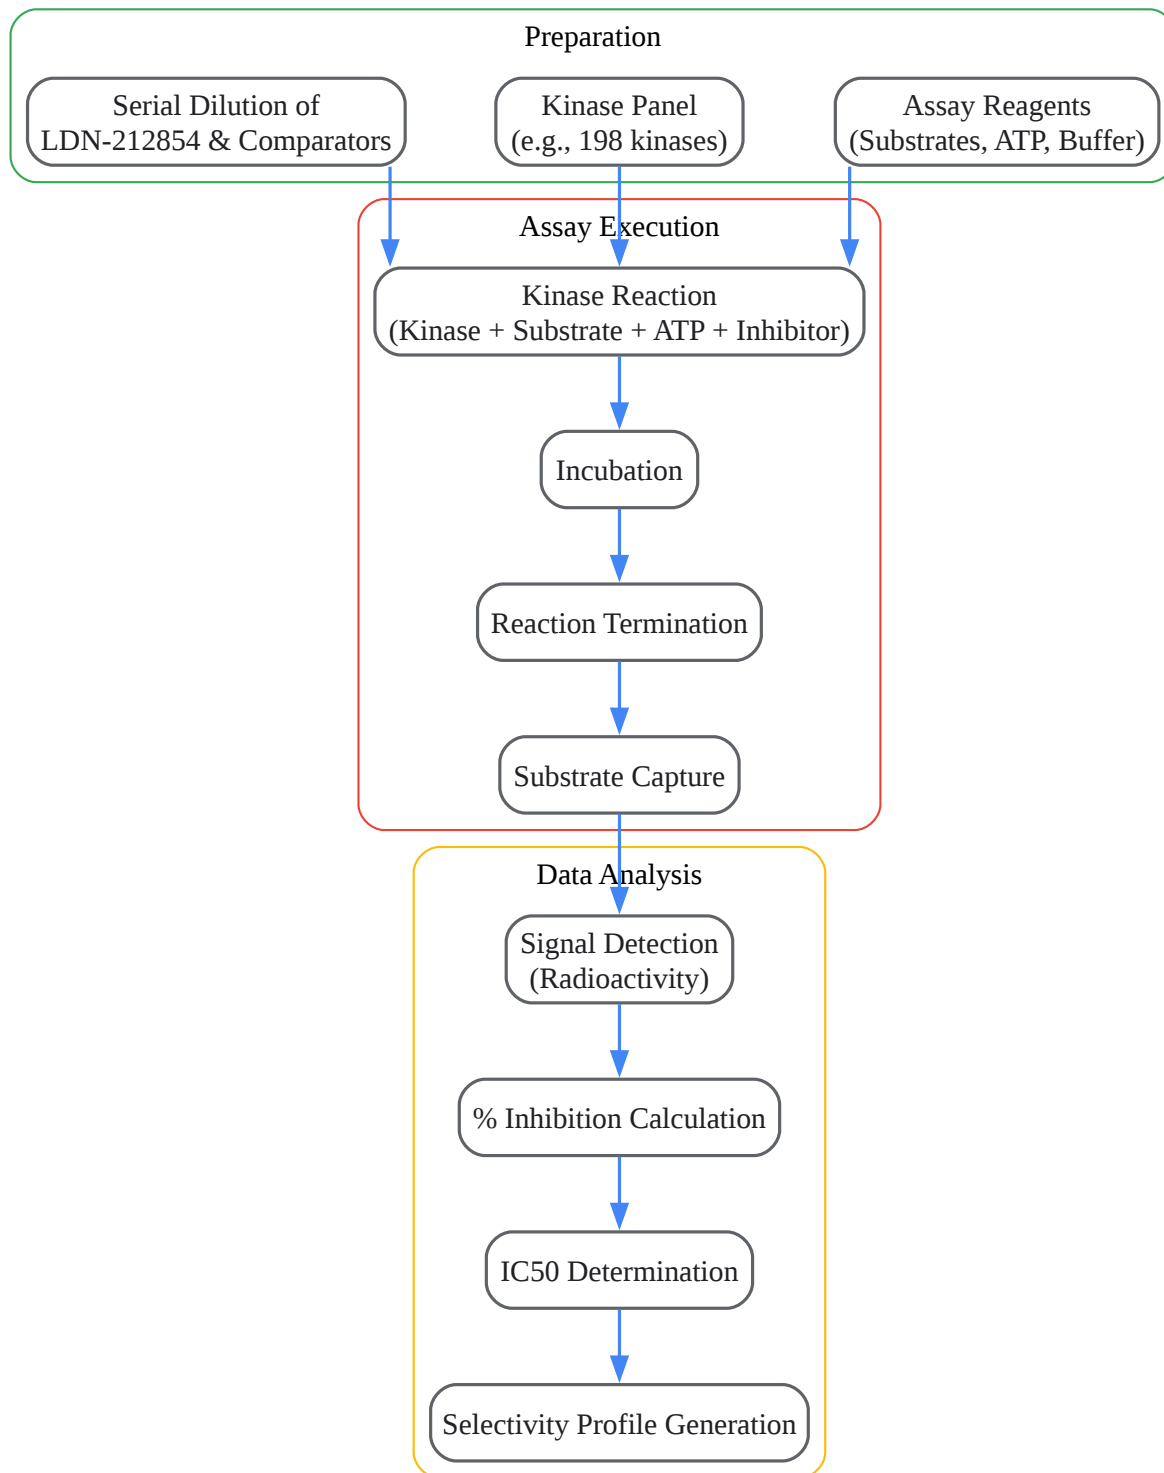 Preparation
Serial Dilution of
LDN-212854 & Comparators
Kinase Panel
(e.g., 198 kinases)
Assay Reagents
(Substrates, ATP, Buffer)
Assay Execution
Kinase Reaction
(Kinase + Substrate + ATP + Inhibitor)
Incubation
Reaction Termination
Substrate Capture
Data Analysis
Signal Detection
(Radioactivity)
% Inhibition Calculation
IC50 Determination
Selectivity Profile Generation